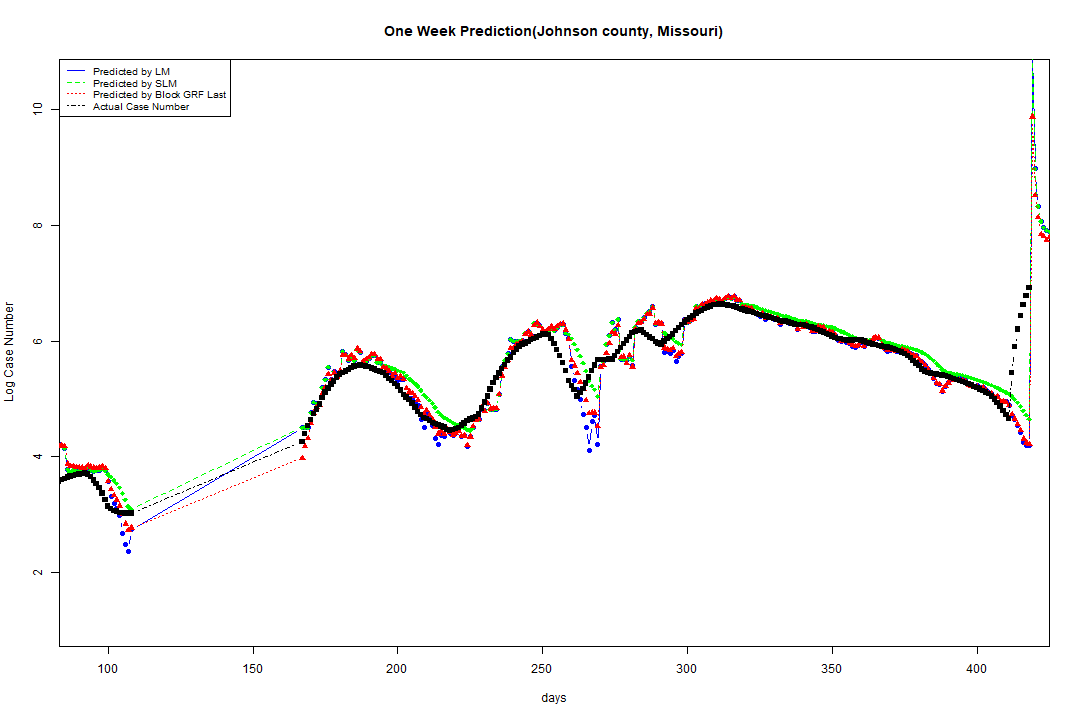 One Week Prediction(Johnson county, Missouri)
Predicted by LM
Predicted by SLM
Predicted by Block GRF Last
Actual Case Number
Log Case Number
10
8
6
4
2
100 150 200 250 300 350 400
days